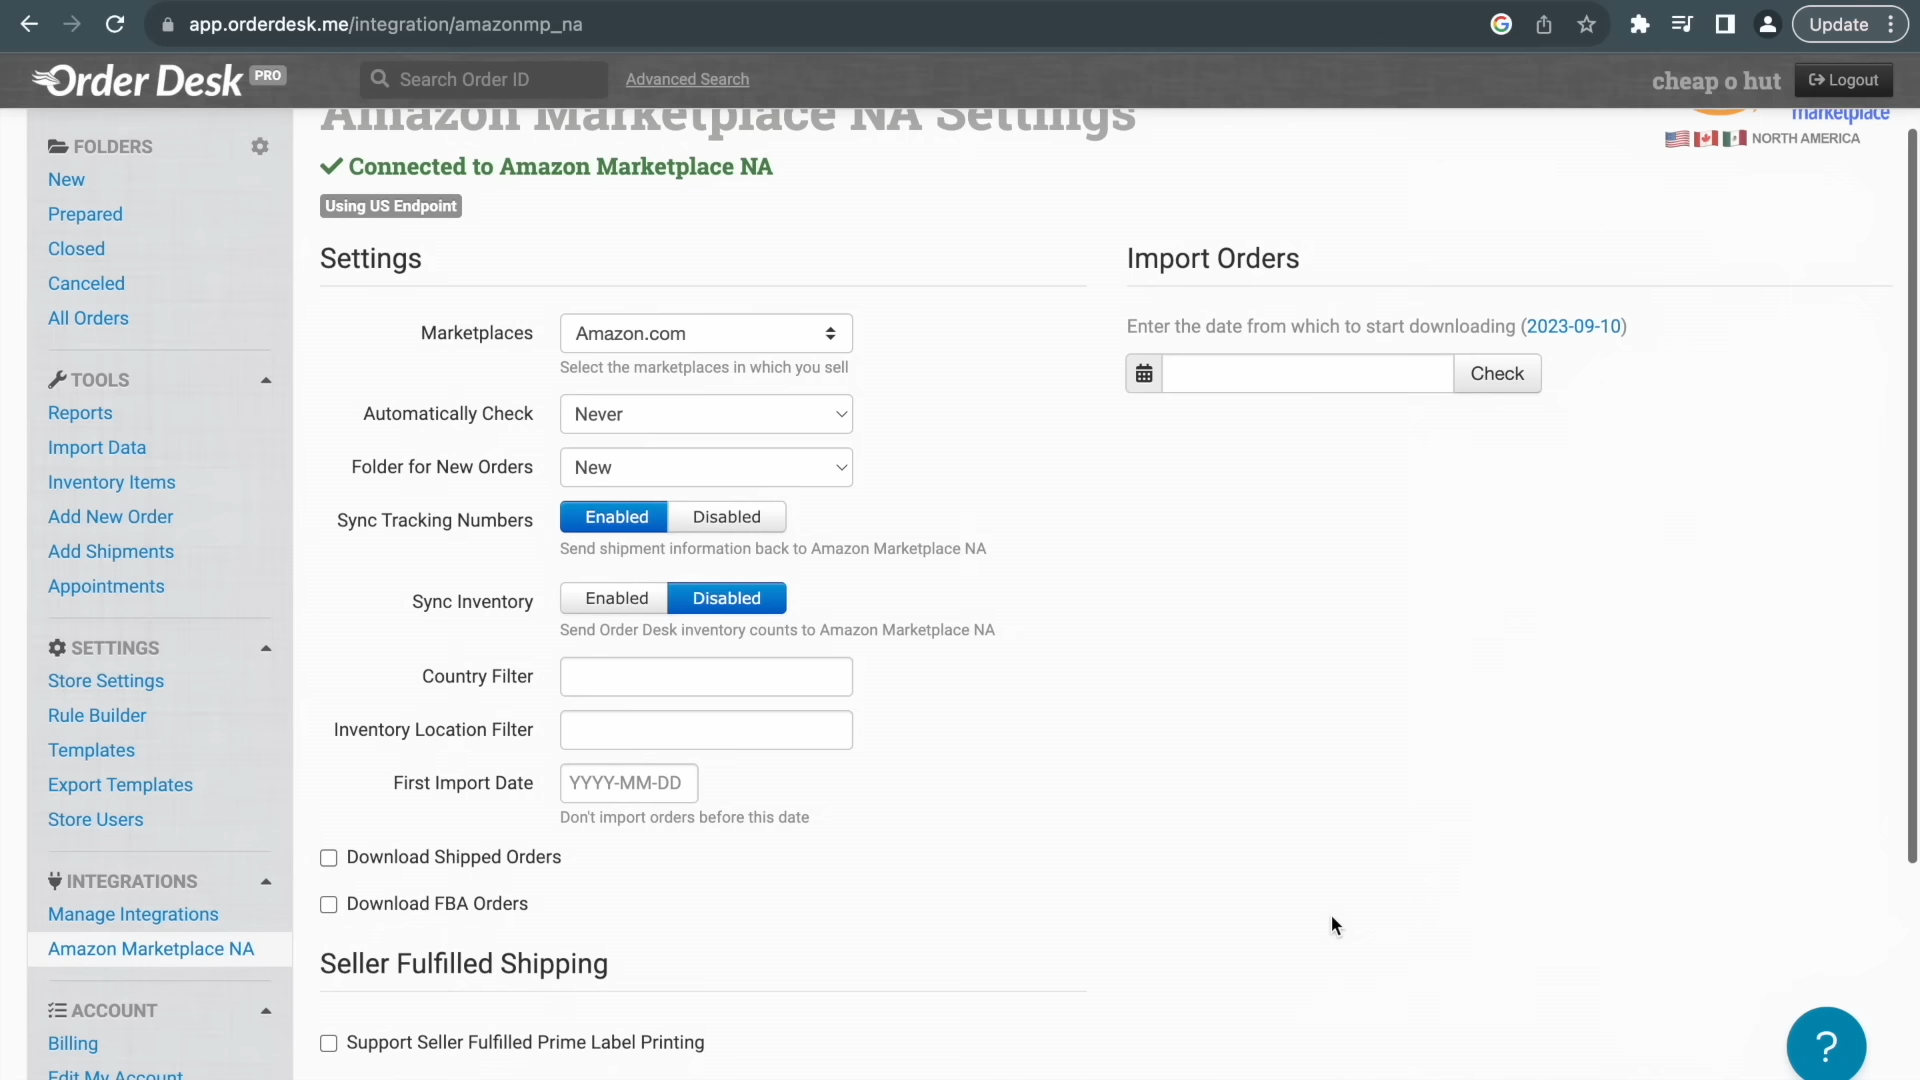 app.orderdesk.me/integration/amazonmp_na
Update
Order Desk PRO
Search Order ID
Advanced Search
cheap o hut
Logout
Amazon Marketplace NA Settings
marketplace
NORTH AMERICA
Connected to Amazon Marketplace NA
Using US Endpoint
FOLDERS
New
Prepared
Closed
Canceled
All Orders
TOOLS
Reports
Import Data
Inventory Items
Add New Order
Add Shipments
Appointments
SETTINGS
Store Settings
Rule Builder
Templates
Export Templates
Store Users
INTEGRATIONS
Manage Integrations
Amazon Marketplace NA
ACCOUNT
Billing
Edit My Account
Settings
Marketplaces
Amazon.com
Select the marketplaces in which you sell
Automatically Check
Never
Folder for New Orders
New
Sync Tracking Numbers
Enabled Disabled
Send shipment information back to Amazon Marketplace NA
Sync Inventory
Enabled Disabled
Send Order Desk inventory counts to Amazon Marketplace NA
Country Filter
Inventory Location Filter
First Import Date
YYYY-MM-DD
Don't import orders before this date
Download Shipped Orders
Download FBA Orders
Seller Fulfilled Shipping
Support Seller Fulfilled Prime Label Printing
Import Orders
Enter the date from which to start downloading (2023-09-10)
Check
?